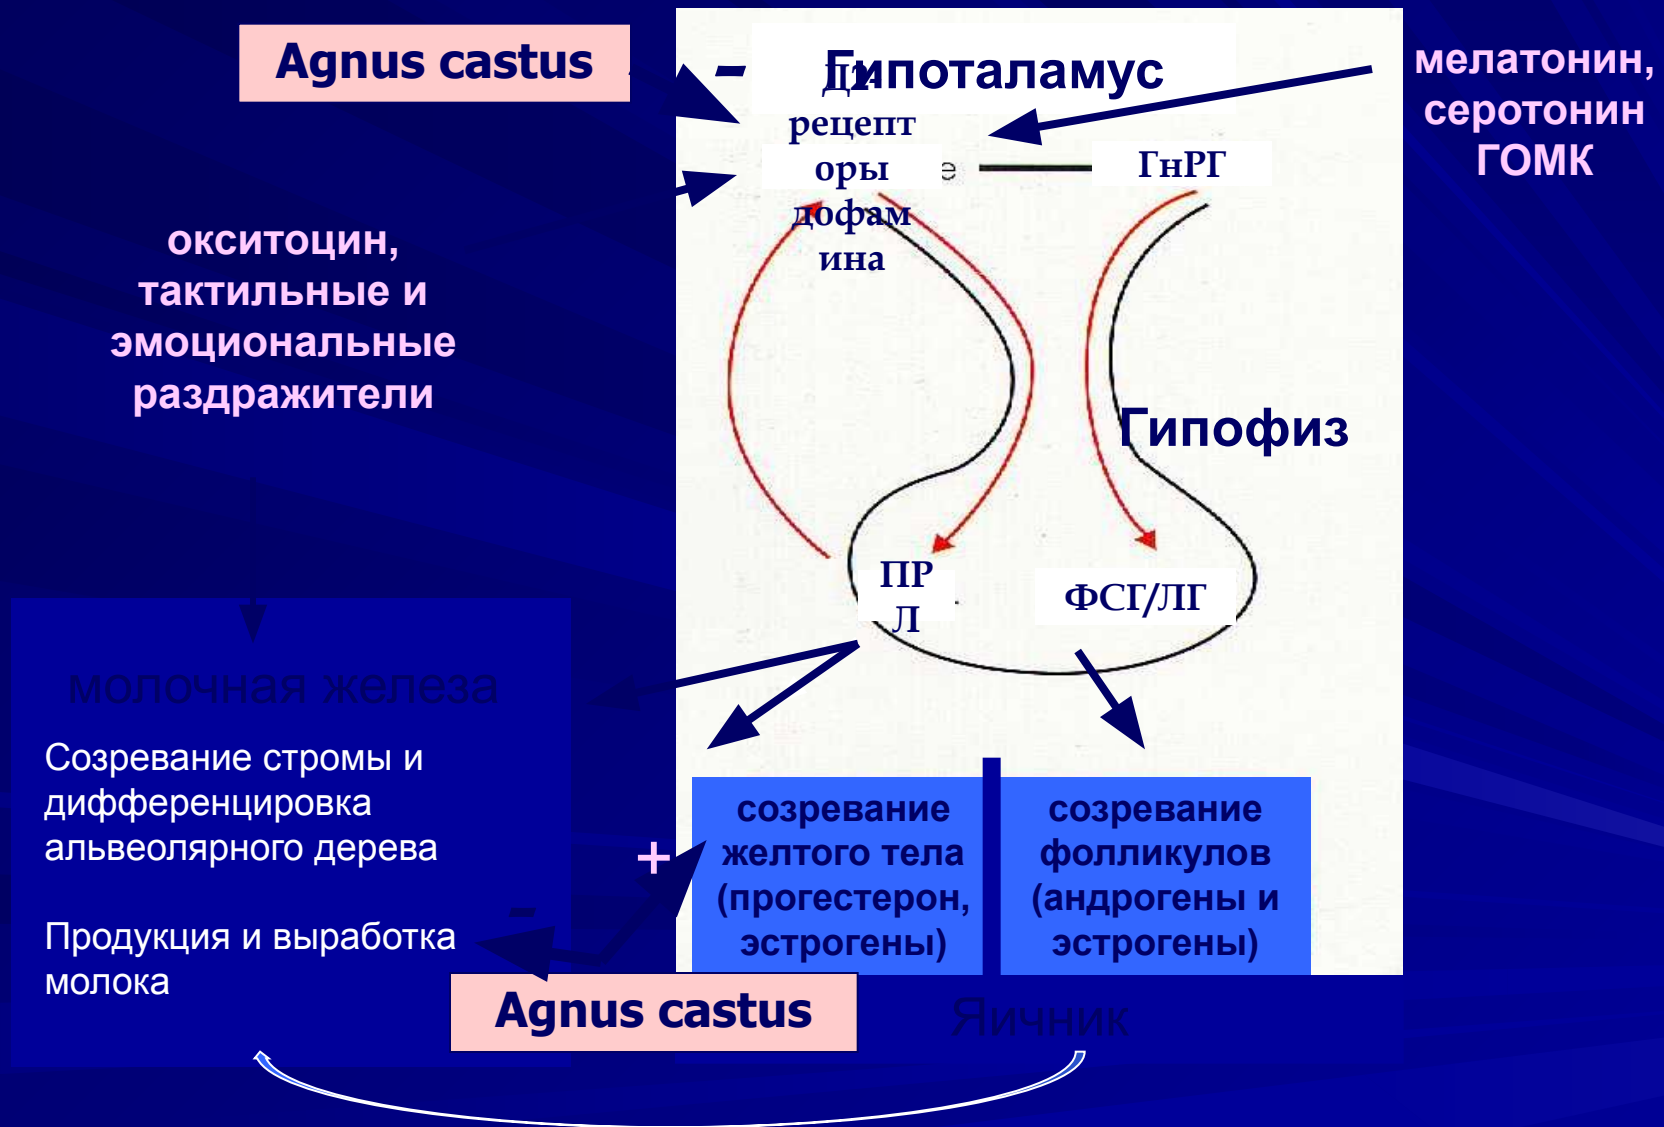 Agnus castus
-
Гипоталамус
мелатонин,
серотонин
ГОМК
Д2-
рецепт
оры
дофам
ина
ГнРГ
окситоцин,
тактильные и
эмоциональные
раздражители
Гипофиз
ПР
Л
ФСГ/ЛГ
молочная железа
Созревание стромы и
дифференцировка
альвеолярного дерева
Продукция и выработка
молока
+
-
созревание
желтого тела
(прогестерон,
эстрогены)
созревание
фолликулов
(андрогены и
эстрогены)
Agnus castus
Яичник